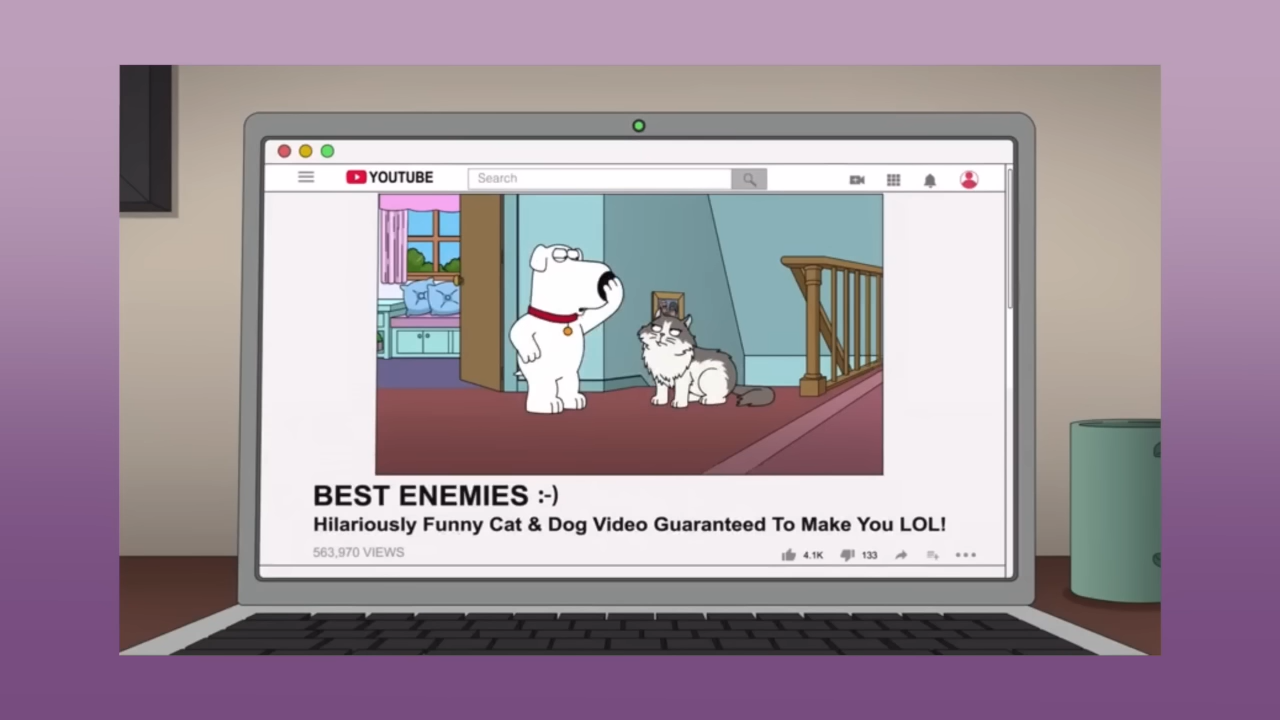 YOUTUBE
Search
BEST ENEMIES :-)
Hilariously Funny Cat & Dog Video Guaranteed To Make You LOL!
563,970 VIEWS
4.1K
133